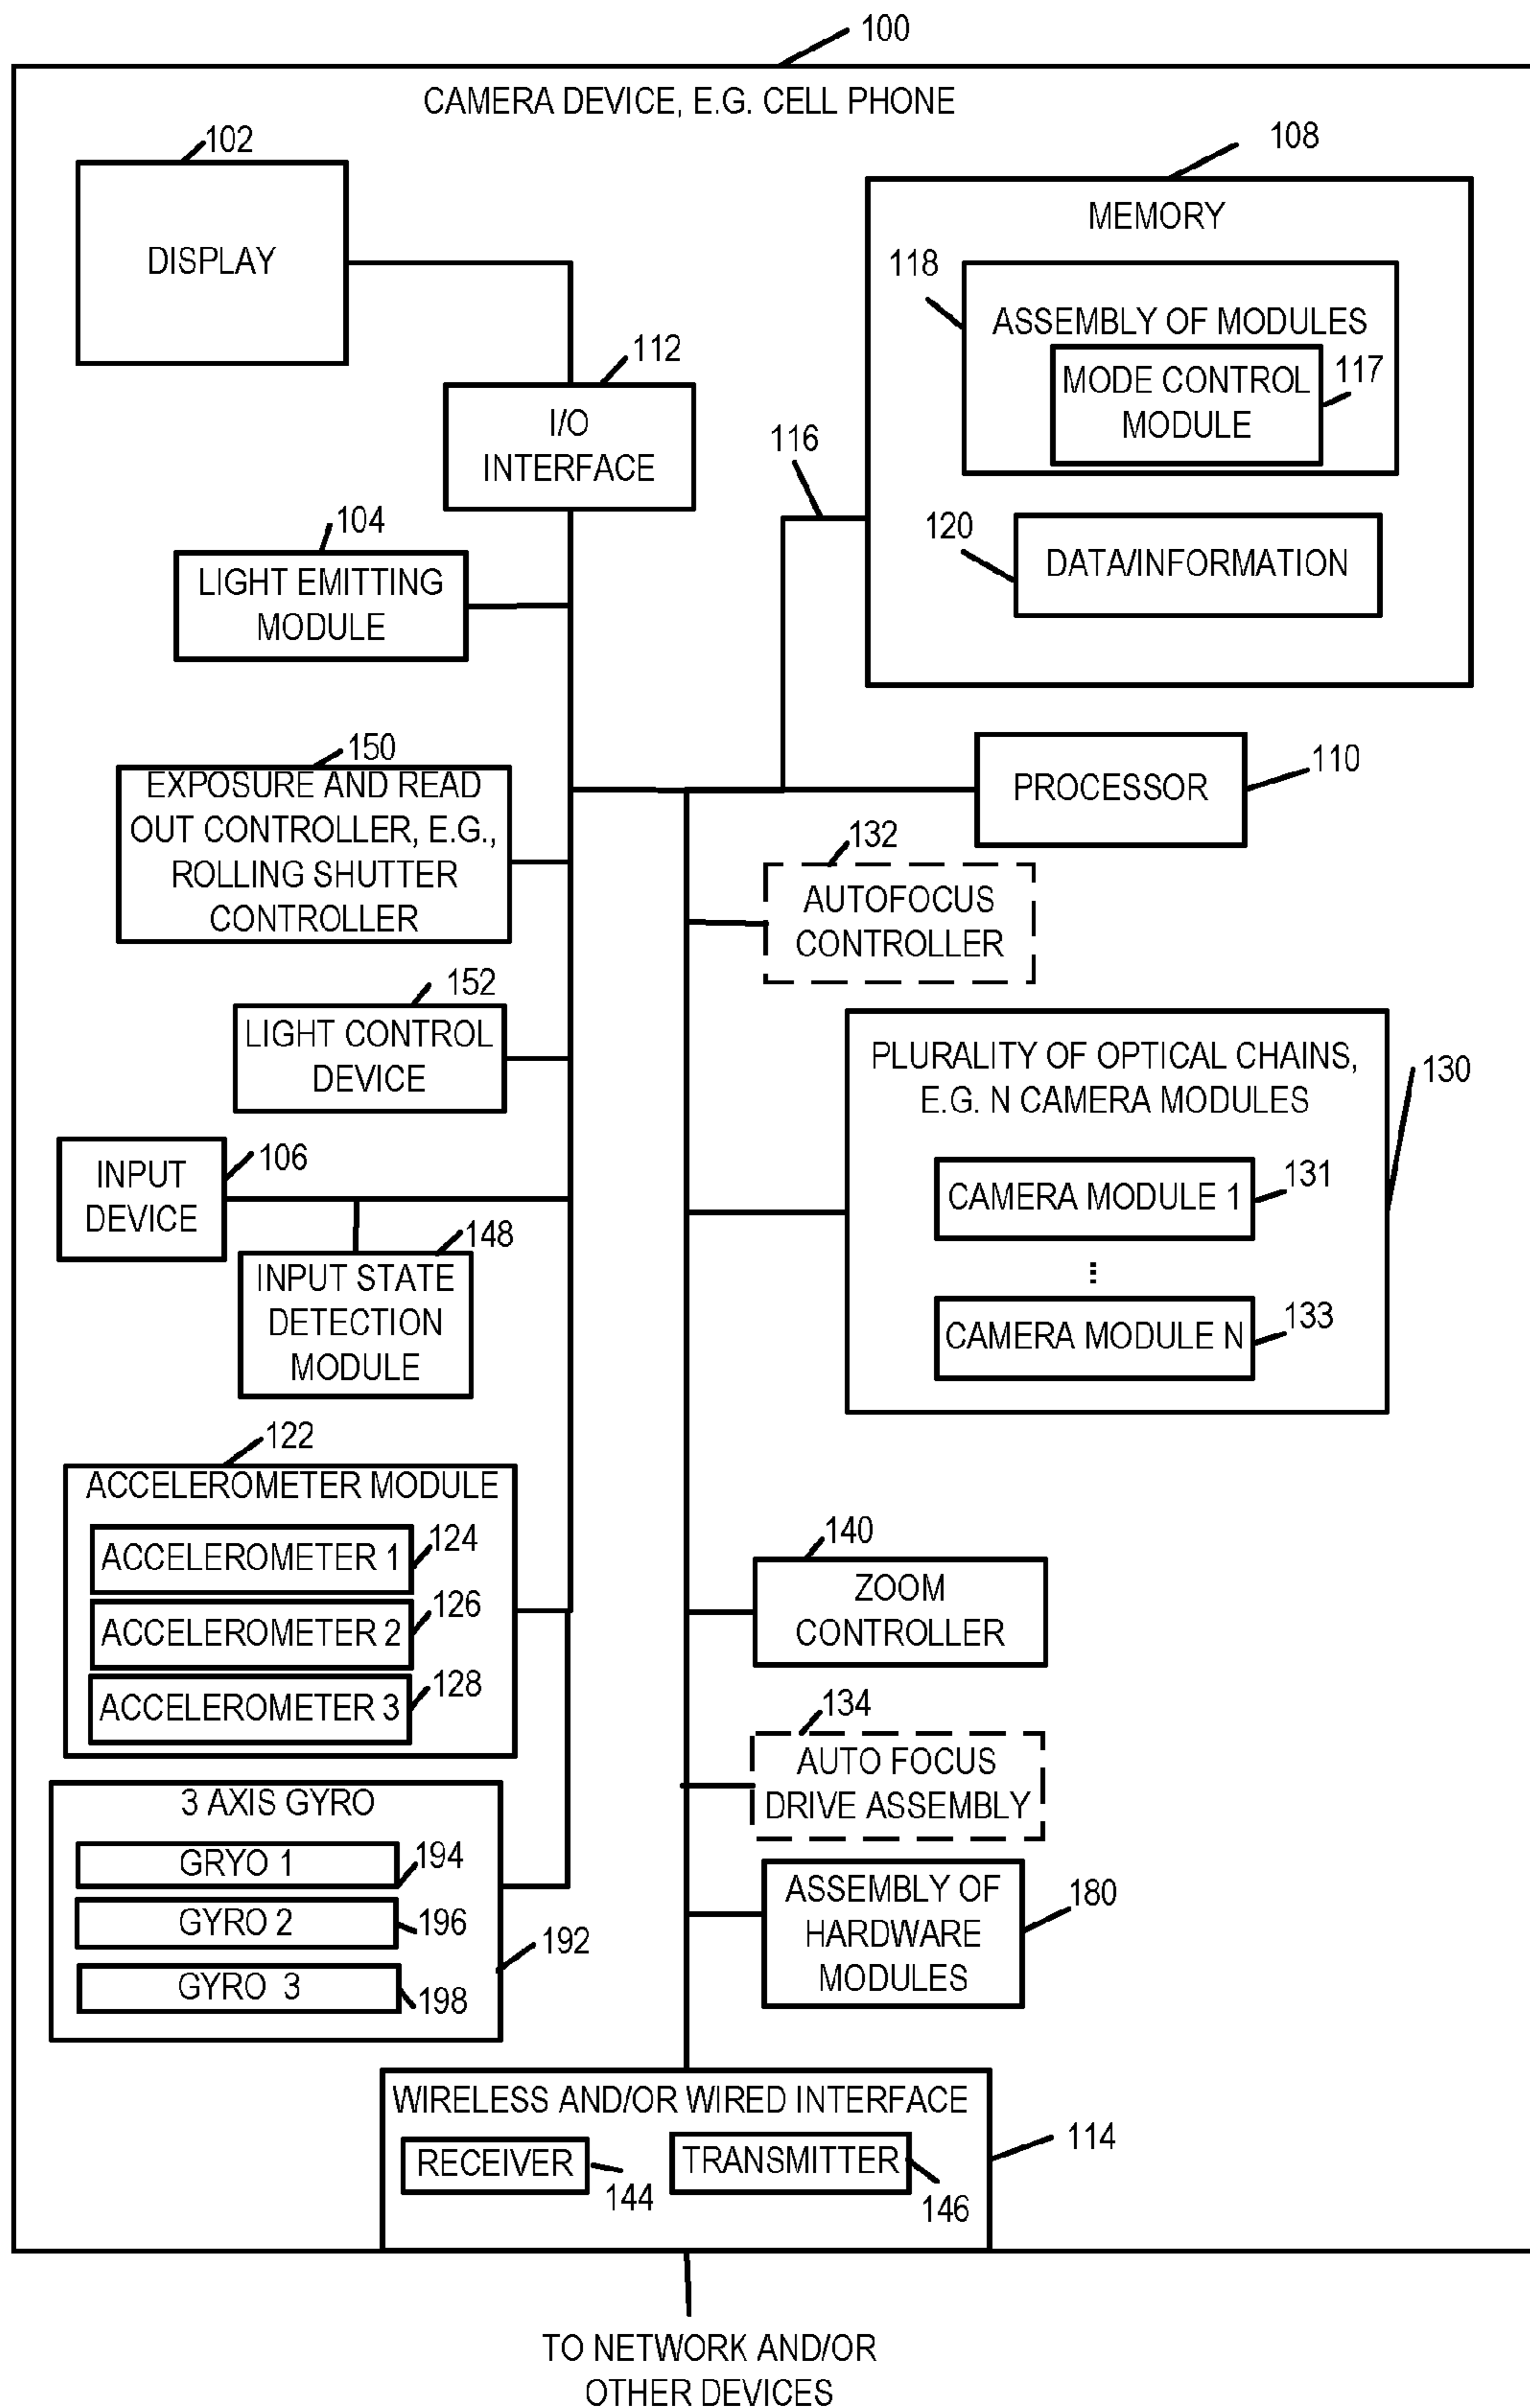 100
CAMERA DEVICE, E.G. CELL PHONE
102
DISPLAY
108
MEMORY
118
ASSEMBLY OF MODULES
MODE CONTROL
MODULE
117
120
DATA/INFORMATION
112
I/O
INTERFACE
116
104
LIGHT EMITTING
MODULE
150
EXPOSURE AND READ
OUT CONTROLLER, E.G.,
ROLLING SHUTTER
CONTROLLER
PROCESSOR
110
132
AUTOFOCUS
CONTROLLER
152
LIGHT CONTROL
DEVICE
PLURALITY OF OPTICAL CHAINS,
E.G. N CAMERA MODULES
130
CAMERA MODULE 1
131
...
CAMERA MODULE N
133
INPUT
DEVICE
106
148
INPUT STATE
DETECTION
MODULE
122
ACCELEROMETER MODULE
ACCELEROMETER 1
124
ACCELEROMETER 2
126
ACCELEROMETER 3
128
140
ZOOM
CONTROLLER
134
AUTO FOCUS
DRIVE ASSEMBLY
3 AXIS GYRO
GRYO 1
194
GYRO 2
196
GYRO 3
198
192
ASSEMBLY OF
HARDWARE
MODULES
180
WIRELESS AND/OR WIRED INTERFACE
114
RECEIVER
144
TRANSMITTER
146
TO NETWORK AND/OR
OTHER DEVICES